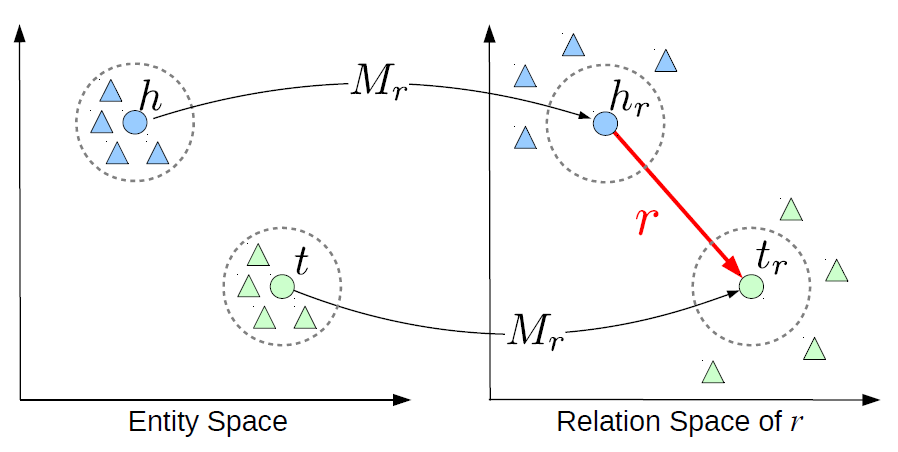 h
M_r
h_r
r
t
t_r
M_r
Entity Space
Relation Space of r